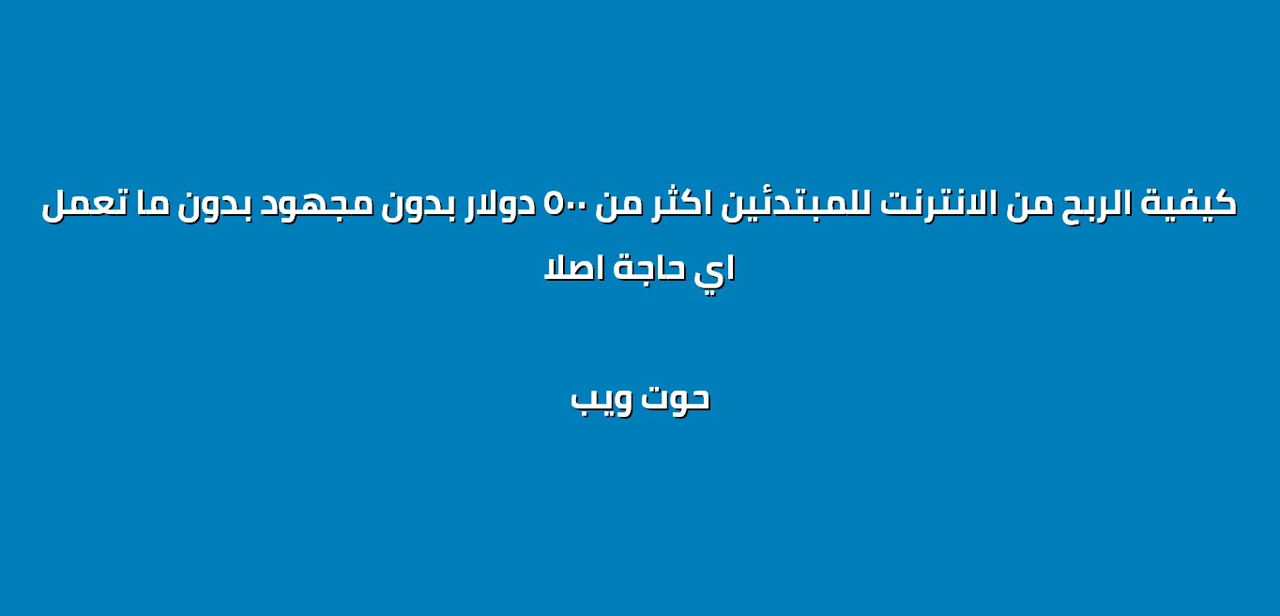 كيفية الربح من الانترنت للمبتدئين اكثر من ٥٠٠ دولار بدون مجهود بدون ما تعمل
اي حاجة اصلا
حوت ويب